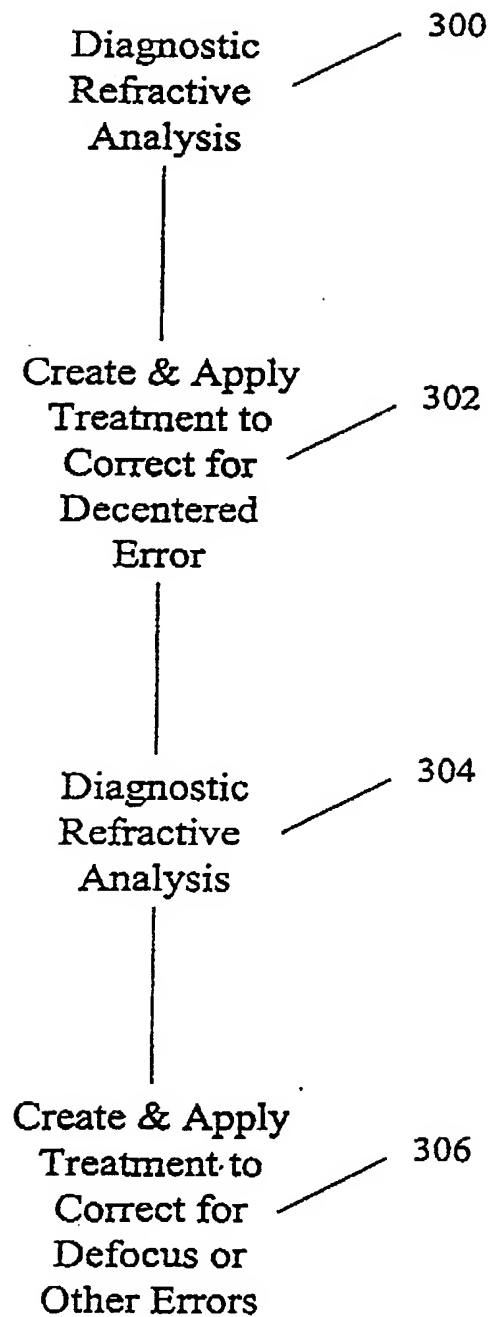 300
Diagnostic
Refractive
Analysis
Create & Apply
Treatment to
Correct for
Decentered
Error
302
Diagnostic
Refractive
Analysis
304
Create & Apply
Treatment to
Correct for
Defocus or
Other Errors
306